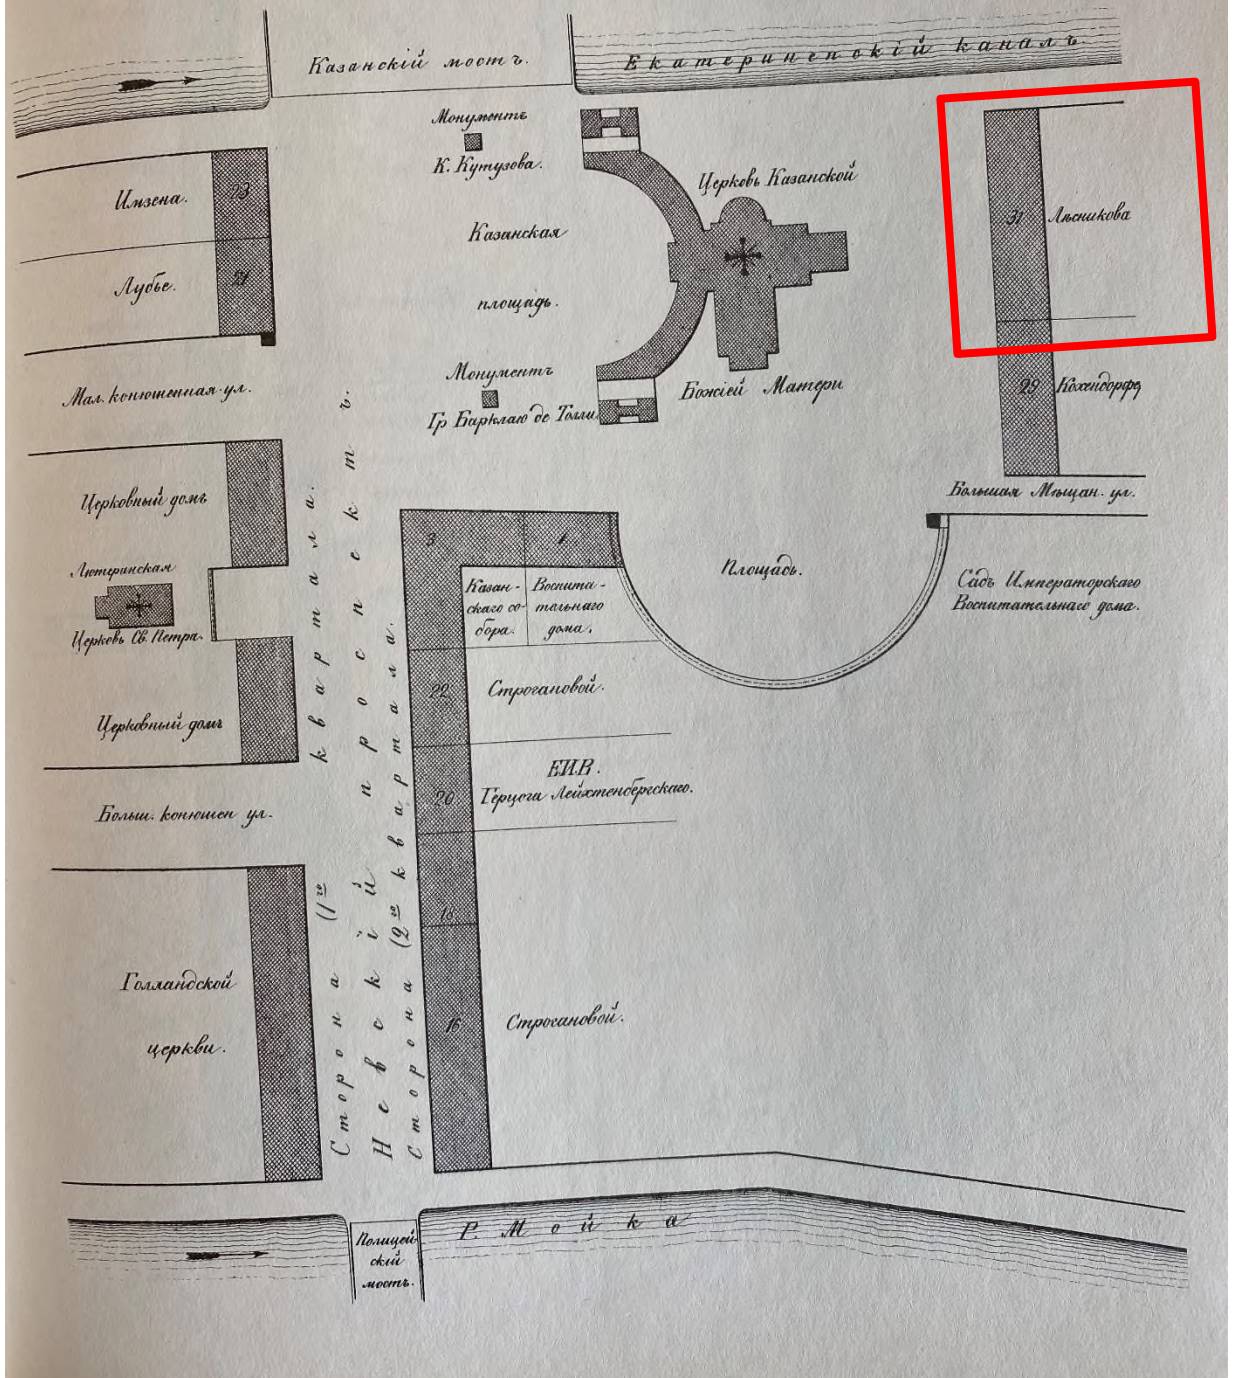 Казанскій мостъ.
Екатерининскій каналъ.
Монументъ
К. Кутузова.
Церковь Казанской
Имзена.
23
31
Лѣсникова
Казанская
Лубье.
21
площадь.
Монументъ
Гр Барклаю де Толли.
Божіей Матери
29
Кохендорфа
Мал. конюшенная ул.
Большая Мѣщан. ул.
Церковный домъ
3
1
Лютеранская
Площадь.
Садъ Императорскаго
Воспитательнаго дома.
Казан-
скаго со-
бора.
Воспита-
тельнаго
дома.
Церковь Св. Петра.
22
Строгановой.
Церковный домъ
Е.И.В.
20
Герцога Лейхтенбергскаго.
Больш. конюшен ул.
18
Голландской
церкви.
16
Строгановой.
Сторона (1го квартала.
Невскій проспектъ.
Сторона (2го квартала.
Р. Мойка
Полицей
скій
мостъ.